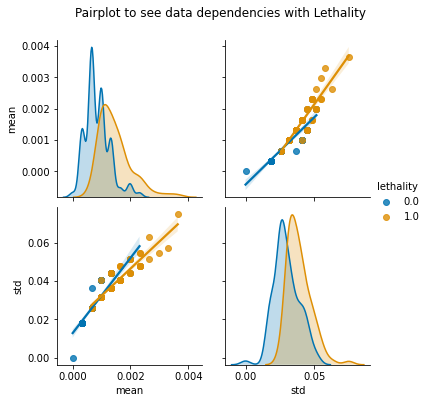 Pairplot to see data dependencies with Lethality
0.004
0.003
0.002
0.001
0.000
mean
lethality
0.0
1.0
0.06
0.04
0.02
0.00
std
0.000 0.002 0.004
mean
0.00 0.05
std